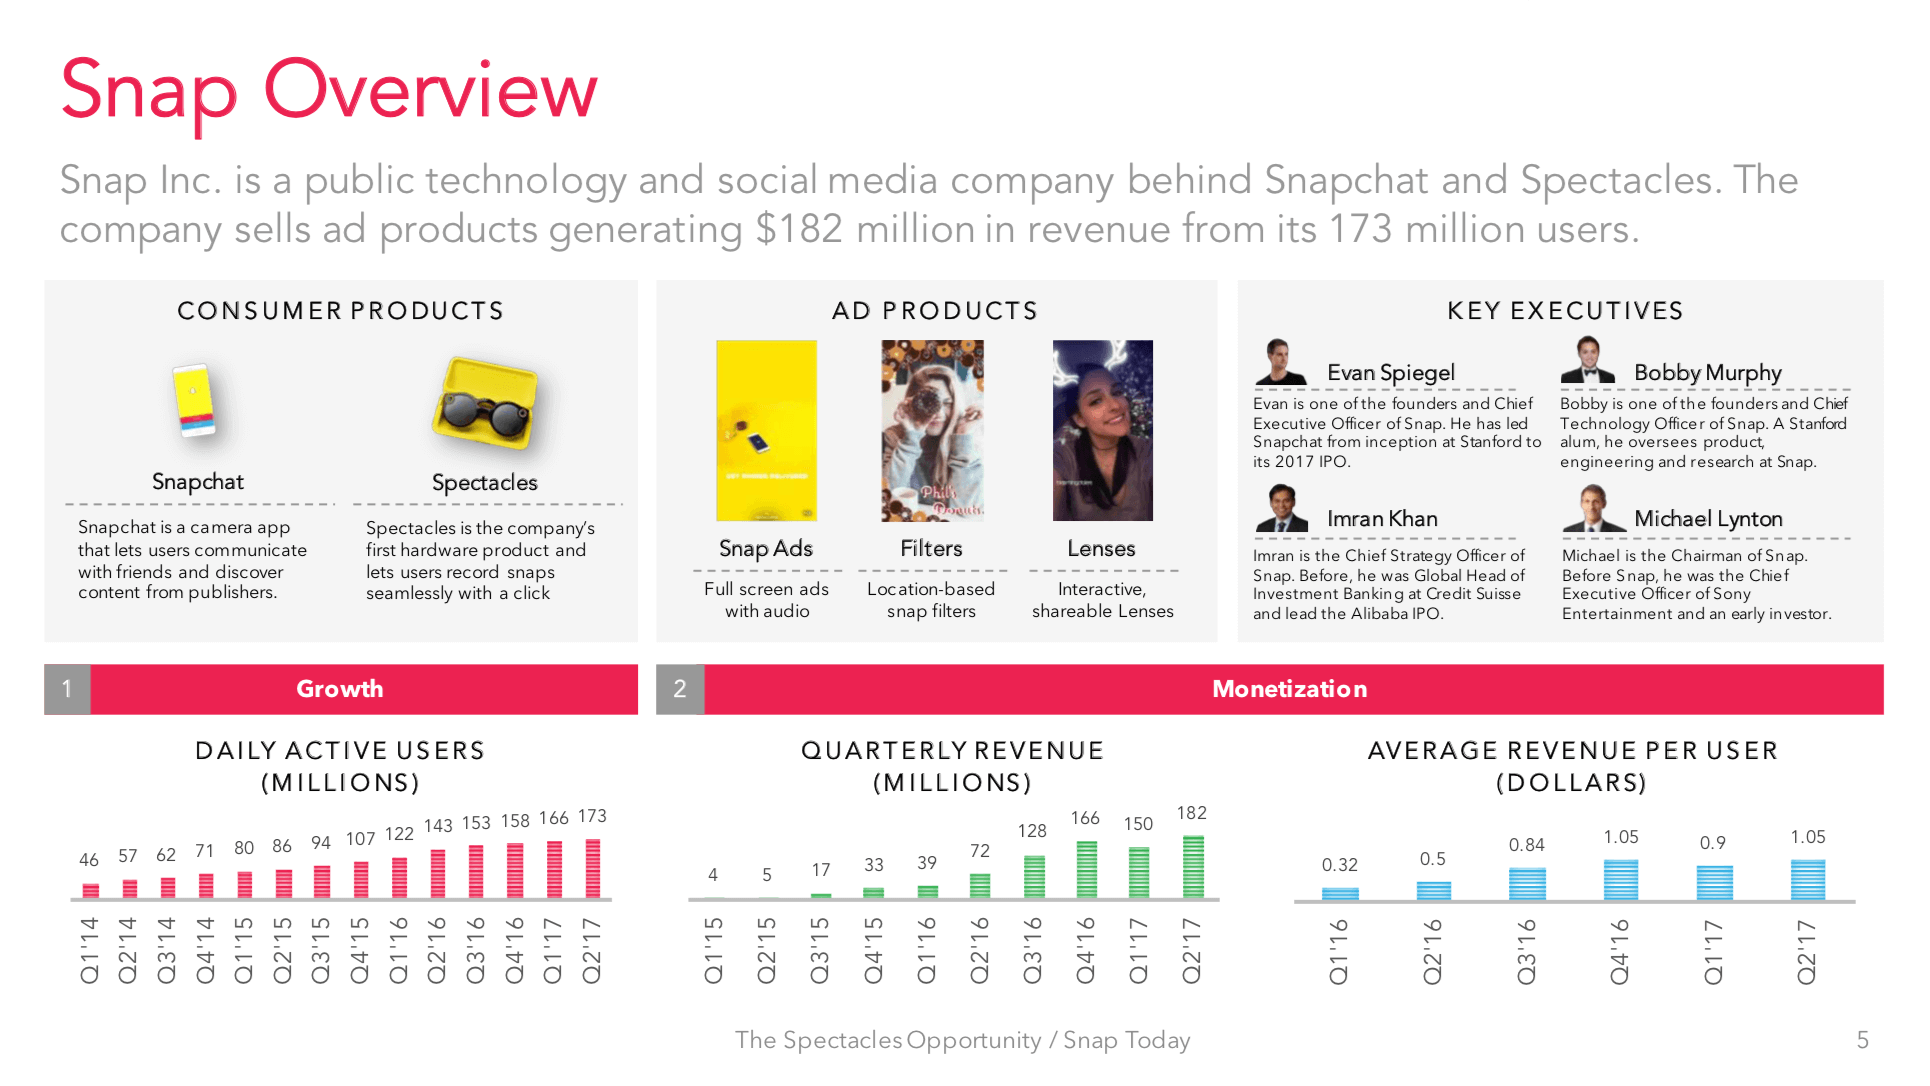 Snap Overview
Snap Inc. is a public technology and social media company behind Snapchat and Spectacles. The
company sells ad products generating $182 million in revenue from its 173 million users.
CONSUMER PRODUCTS
Snapchat
Snapchat is a camera app
that lets users communicate
with friends and discover
content from publishers.
Spectacles
Spectacles is the company's
first hardware product and
lets users record snaps
seamlessly with a click
AD PRODUCTS
Phil's
Donuts
Snap Ads
Full screen ads
with audio
Filters
Location-based
snap filters
Lenses
Interactive,
shareable Lenses
KEY EXECUTIVES
Evan Spiegel
Evan is one of the founders and Chief
Executive Officer of Snap. He has led
Snapchat from inception at Stanford to
its 2017 IPO.
Bobby Murphy
Bobby is one of the founders and Chief
Technology Officer of Snap. A Stanford
alum, he oversees product,
engineering and research at Snap.
Imran Khan
Imran is the Chief Strategy Officer of
Snap. Before, he was Global Head of
Investment Banking at Credit Suisse
and lead the Alibaba IPO.
Michael Lynton
Michael is the Chairman of Snap.
Before Snap, he was the Chief
Executive Officer of Sony
Entertainment and an early investor.
1 Growth
2 Monetization
DAILY ACTIVE USERS
(MILLIONS)
46 57 62 71 80 86 94 107 122 143 153 158 166 173
Q1'14 Q2'14 Q3'14 Q4'14 Q1'15 Q2'15 Q3'15 Q4'15 Q1'16 Q2'16 Q3'16 Q4'16 Q1'17 Q2'17
QUARTERLY REVENUE
(MILLIONS)
4 5 17 33 39 72 128 166 150 182
Q1'15 Q2'15 Q3'15 Q4'15 Q1'16 Q2'16 Q3'16 Q4'16 Q1'17 Q2'17
AVERAGE REVENUE PER USER
(DOLLARS)
0.32 0.5 0.84 1.05 0.9 1.05
Q1'16 Q2'16 Q3'16 Q4'16 Q1'17 Q2'17
The Spectacles Opportunity / Snap Today
5